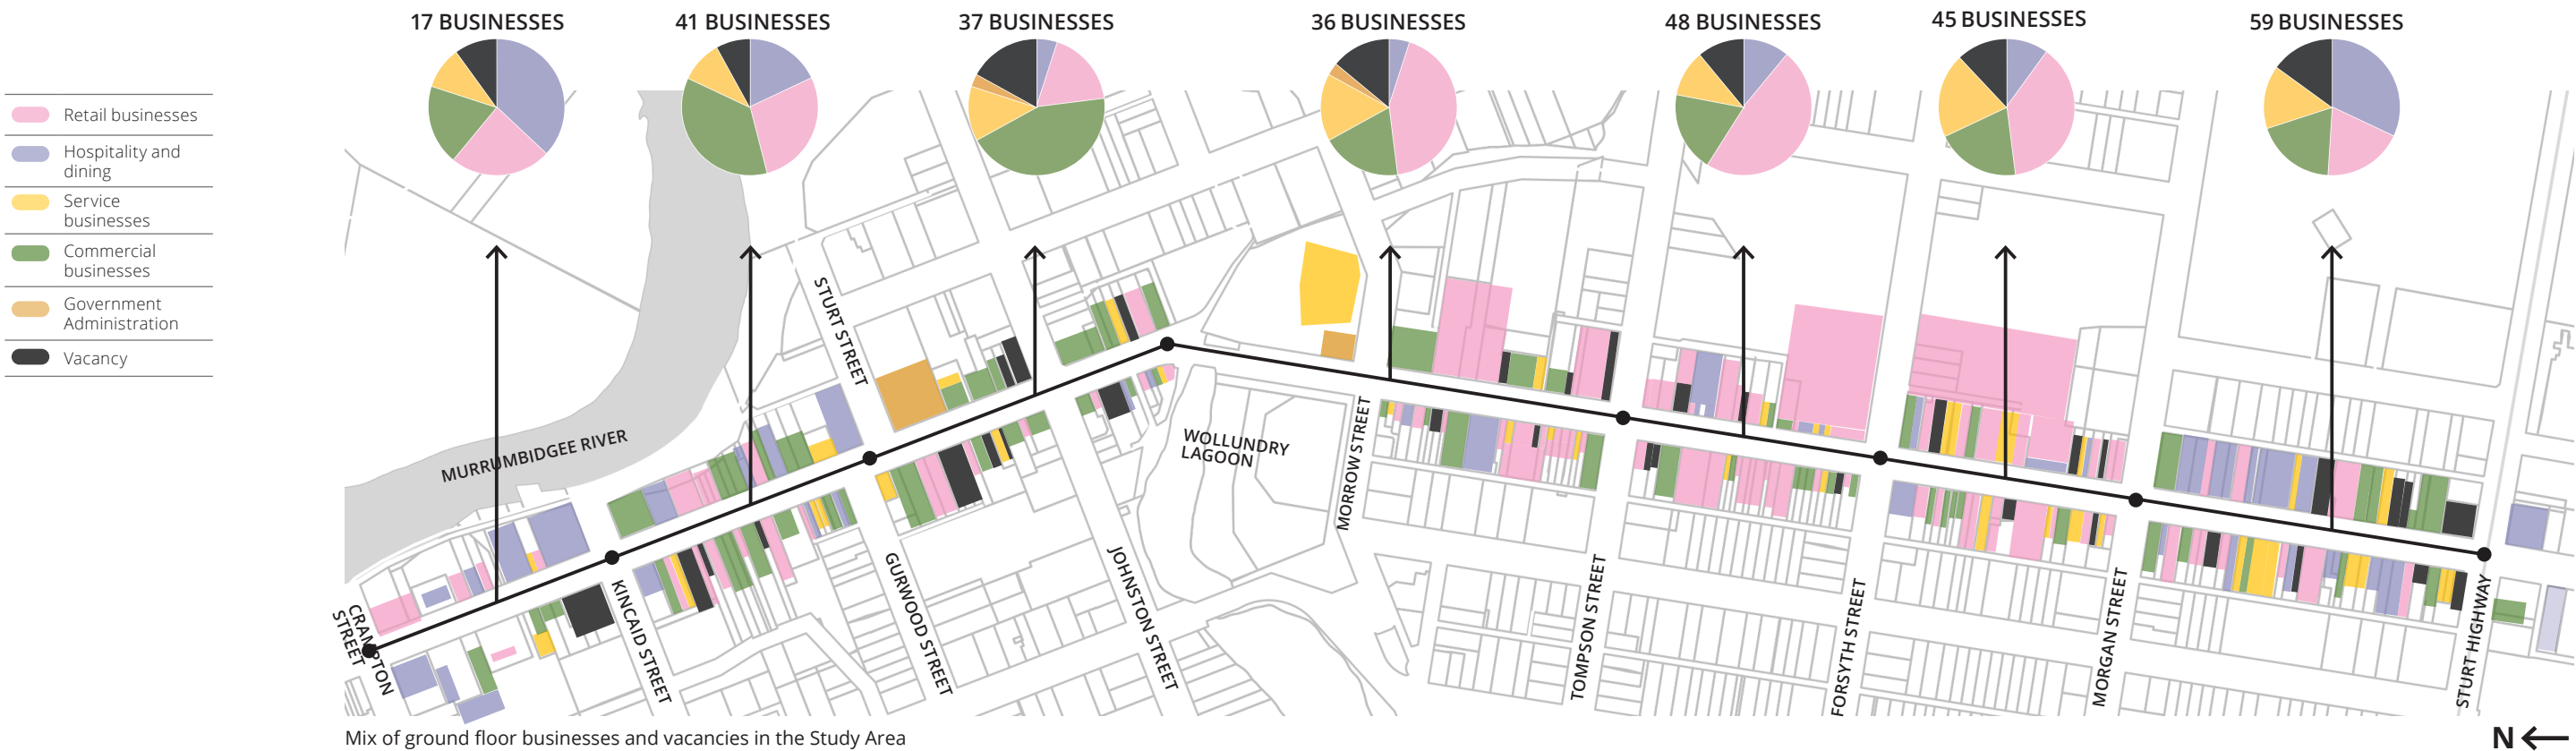 17 BUSINESSES
41 BUSINESSES
37 BUSINESSES
36 BUSINESSES
48 BUSINESSES
45 BUSINESSES
59 BUSINESSES
Retail businesses
Hospitality and
dining
Service
businesses
Commercial
businesses
Government
Administration
Vacancy
MURRUMBIDGEE RIVER
STURT STREET
WOLLUNDRY
LAGOON
CRAMPTON
STREET
KINCAID STREET
GURWOOD STREET
JOHNSTON STREET
MORROW STREET
TOMPSON STREET
FORSYTH STREET
MORGAN STREET
STURT HIGHWAY
Mix of ground floor businesses and vacancies in the Study Area
N